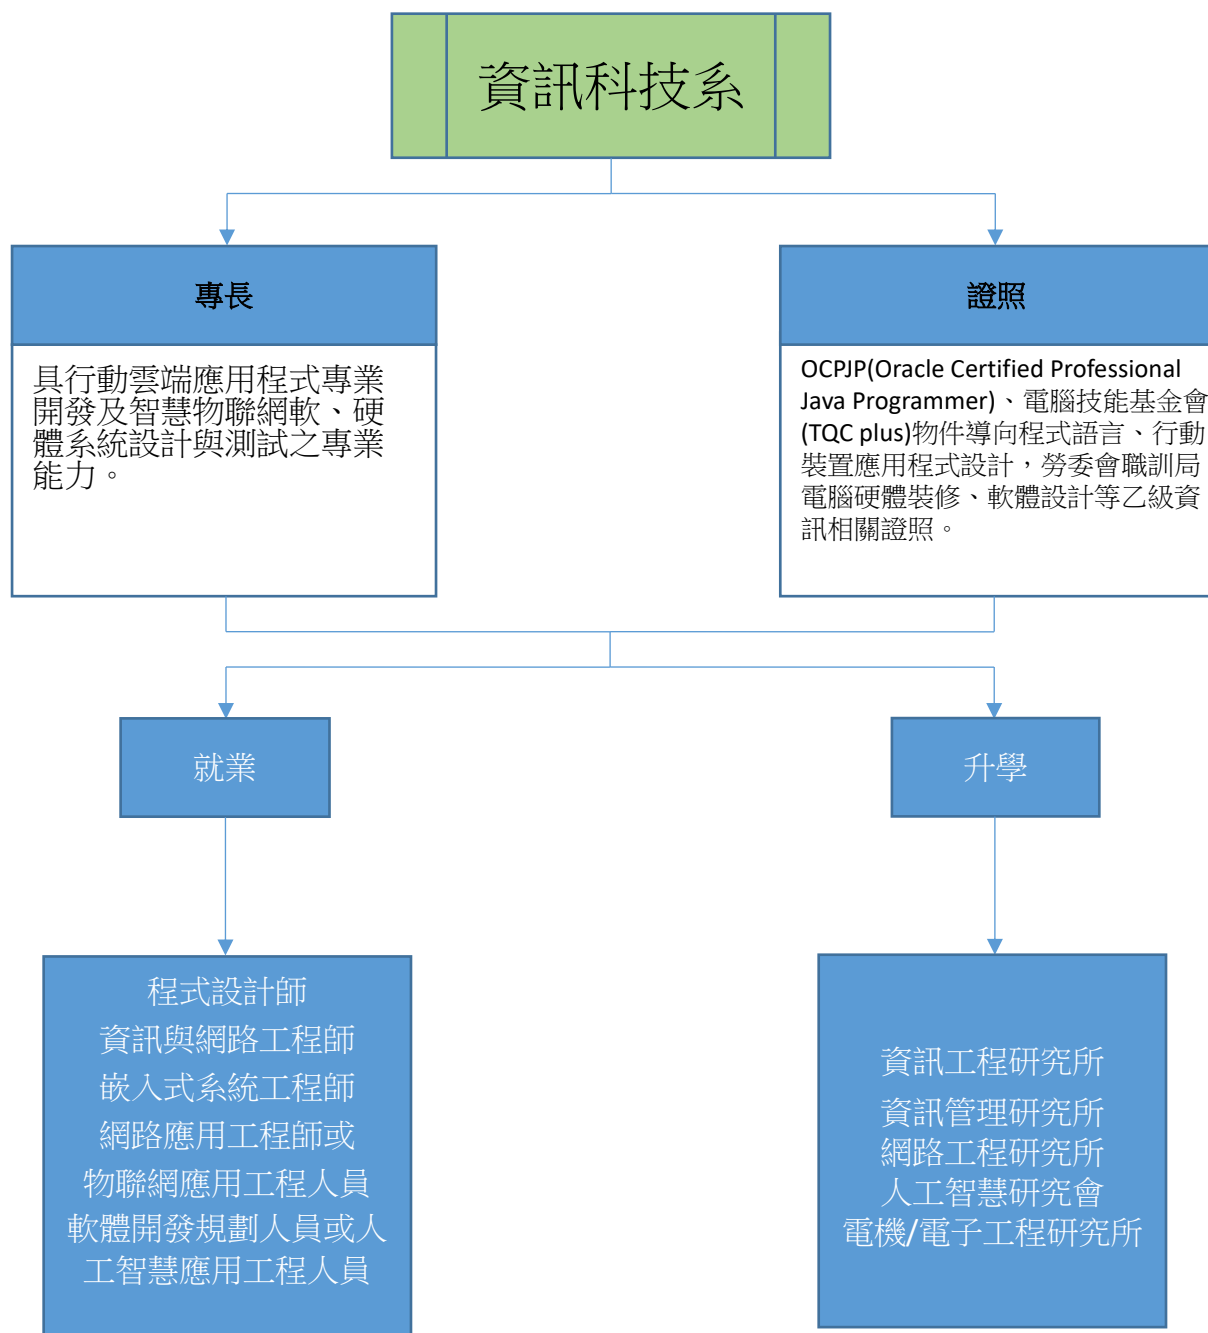 資訊科技系
專長
具行動雲端應用程式專業
開發及智慧物聯網軟、硬
體系統設計與測試之專業
能力。
證照
OCPJP(Oracle Certified Professional
Java Programmer)、電腦技能基金會
(TQC plus)物件導向程式語言、行動
裝置應用程式設計，勞委會職訓局
電腦硬體裝修、軟體設計等乙級資
訊相關證照。
就業
升學
程式設計師
資訊與網路工程師
嵌入式系統工程師
網路應用工程師或
物聯網應用工程人員
軟體開發規劃人員或人
工智慧應用工程人員
資訊工程研究所
資訊管理研究所
網路工程研究所
人工智慧研究會
電機/電子工程研究所